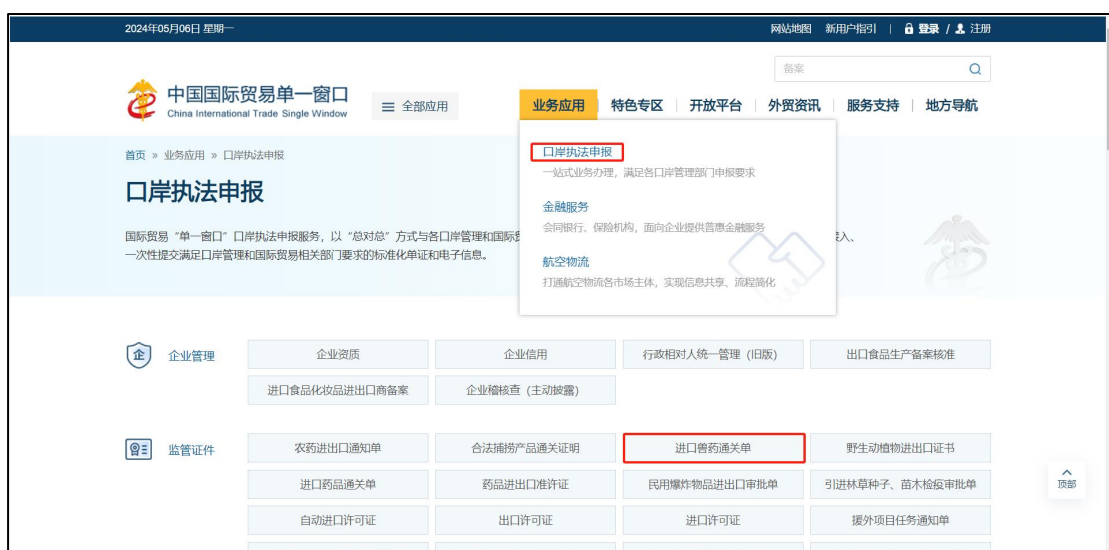 2024年05月06日 星期一
网站地图 新用户指引 | 登录 / 注册
备案
中国国际贸易单一窗口
China International Trade Single Window
全部应用
业务应用 特色专区 开放平台 外贸资讯 服务支持 地方导航
首页 » 业务应用 » 口岸执法申报
口岸执法申报
国际贸易“单一窗口”口岸执法申报服务，以“总对总”方式与各口岸管理和国际贸
入、
一次性提交满足口岸管理和国际贸易相关部门要求的标准化单证和电子信息。
口岸执法申报
一站式业务办理，满足各口岸管理部门申报要求
金融服务
会同银行、保险机构，面向企业提供普惠金融服务
航空物流
打通航空物流各市场主体，实现信息共享、流程简化
企业管理
企业资质 企业信用 行政相对人统一管理（旧版） 出口食品生产备案核准
进口食品化妆品进出口商备案 企业稽核查（主动披露）
监管证件
农药进出口通知单 合法捕捞产品通关证明 进口兽药通关单 野生动植物进出口证书
进口药品通关单 药品进出口准许证 民用爆炸物品进出口审批单 引进林草种子、苗木检疫审批单
自动进口许可证 出口许可证 进口许可证 援外项目任务通知单
顶部